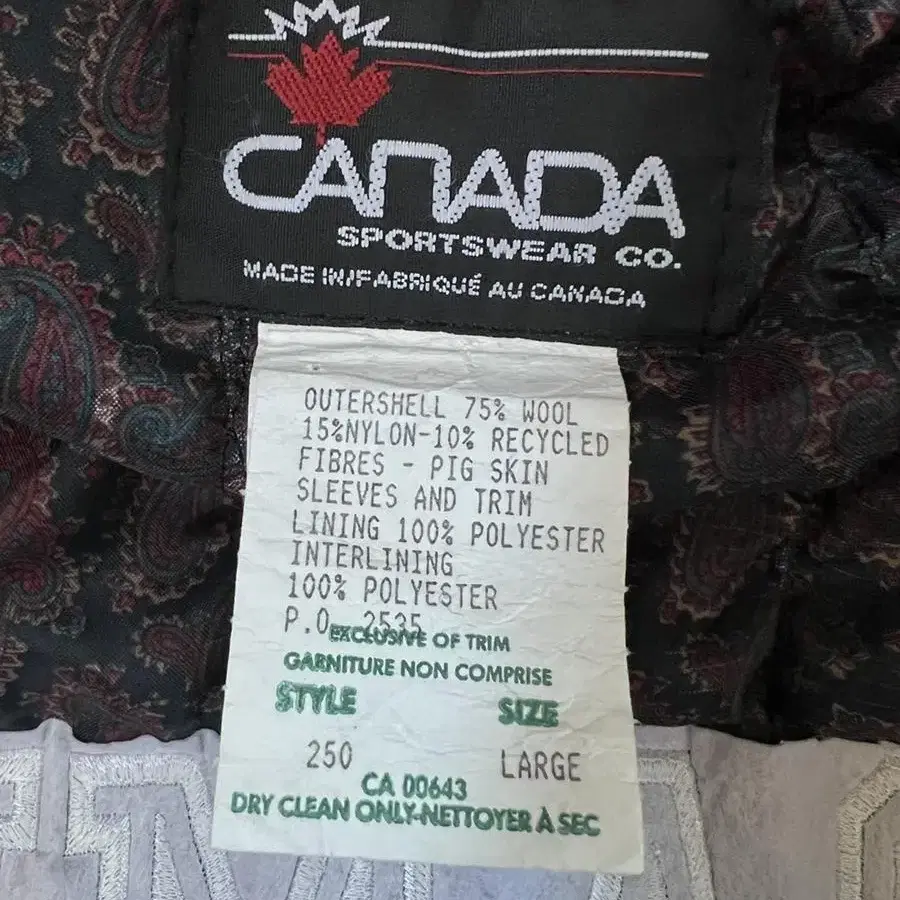 CANADA
SPORTSWEAR CO.
MADE IN/FABRIQUÉ AU CANADA
OUTERSHELL 75% WOOL
15%NYLON-10% RECYCLED
FIBRES - PIG SKIN
SLEEVES AND TRIM
LINING 100% POLYESTER
INTERLINING
100% POLYESTER
P.O. 2535
EXCLUSIVE OF TRIM
GARNITURE NON COMPRISE
STYLE SIZE
250 LARGE
CA 00643
DRY CLEAN ONLY-NETTOYER À SEC